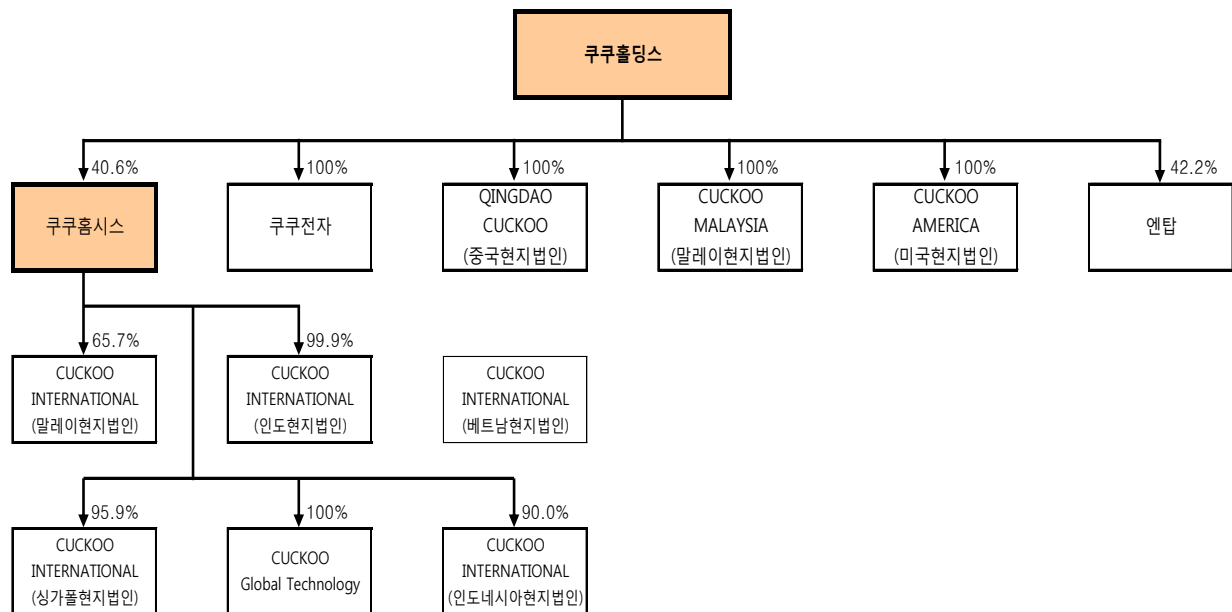 쿠쿠홀딩스
40.6%
100%
100%
100%
100%
42.2%
쿠쿠홈시스
쿠쿠전자
QINGDAO
CUCKOO
(중국현지법인)
CUCKOO
MALAYSIA
(말레이현지법인)
CUCKOO
AMERICA
(미국현지법인)
엔탑
65.7%
99.9%
CUCKOO
INTERNATIONAL
(말레이현지법인)
CUCKOO
INTERNATIONAL
(인도현지법인)
CUCKOO
INTERNATIONAL
(베트남현지법인)
95.9%
100%
90.0%
CUCKOO
INTERNATIONAL
(싱가폴현지법인)
CUCKOO
Global Technology
CUCKOO
INTERNATIONAL
(인도네시아현지법인)